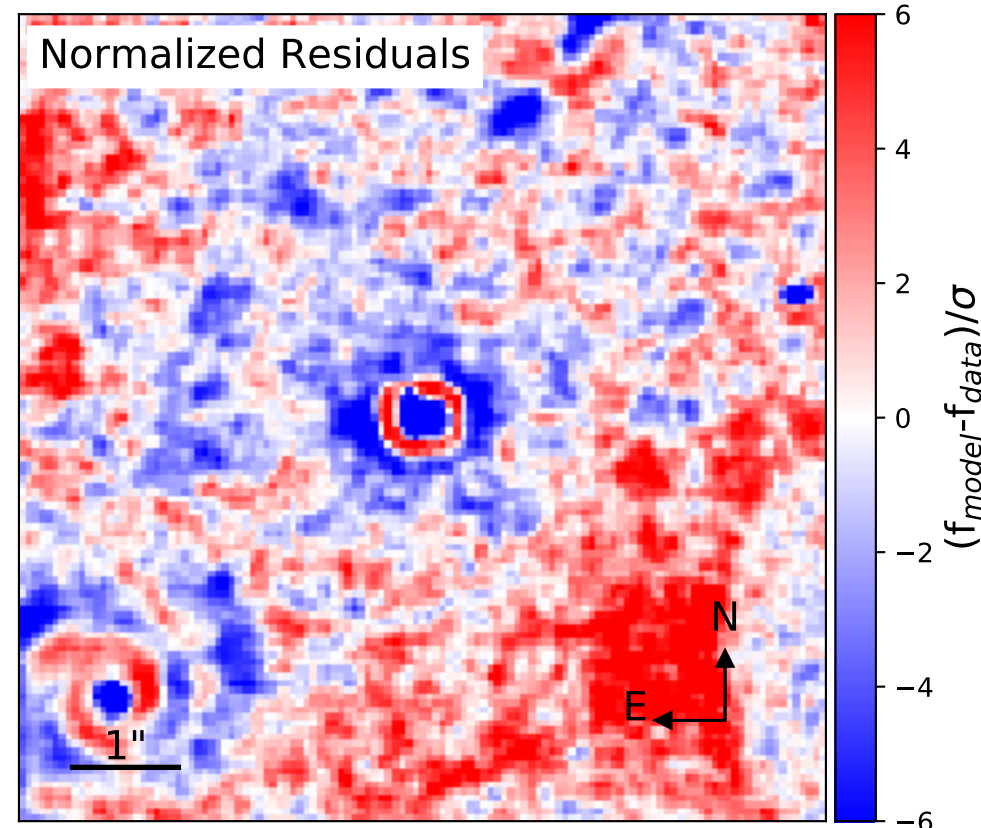 Normalized Residuals
6
4
2
0
−2
−4
−6
(f_model-f_data)/σ
N
E
1"